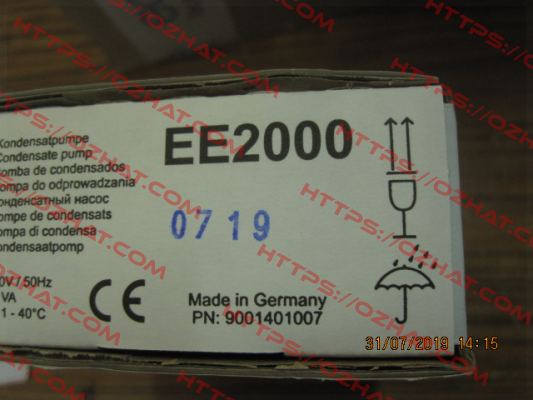 EE2000
Kondensatpumpe
Condensate pump
omba de condensados
ompa do odprowadzania
онденсатный насос
ompe de condensats
ompa di condensa
ondensaatpomp
0719
0V / 50Hz
VA
1 - 40°C
CE
Made in Germany
PN: 9001401007
31/07/2019 14:15
HTTPS://OZHAT.COM